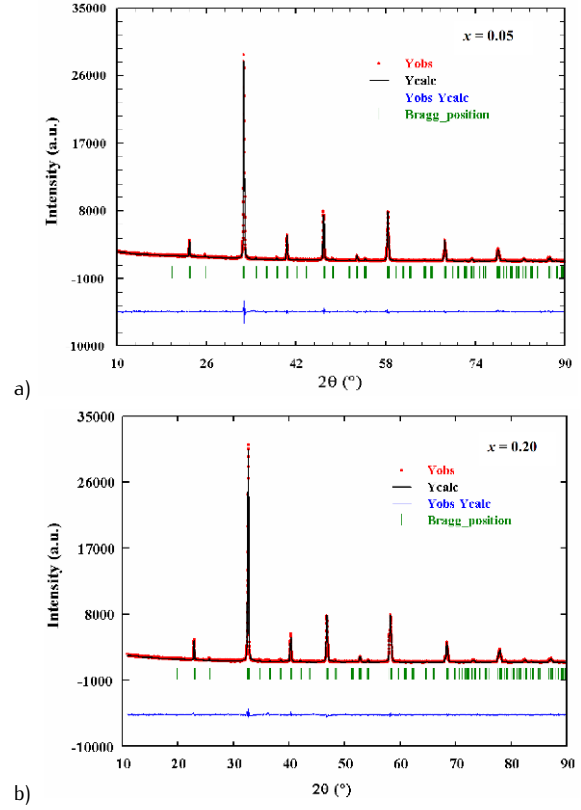 35000
x = 0.05
26000
Yobs
Ycalc
Yobs Ycalc
Bragg_position
17000
8000
-1000
10000
10 26 42 58 74 90
Intensity (a.u.)
2θ (°)
a)
35000
x = 0.20
26000
Yobs
Ycalc
Yobs Ycalc
Bragg_position
17000
8000
-1000
-10000
10 20 30 40 50 60 70 80 90
Intensity (a.u.)
2θ (°)
b)